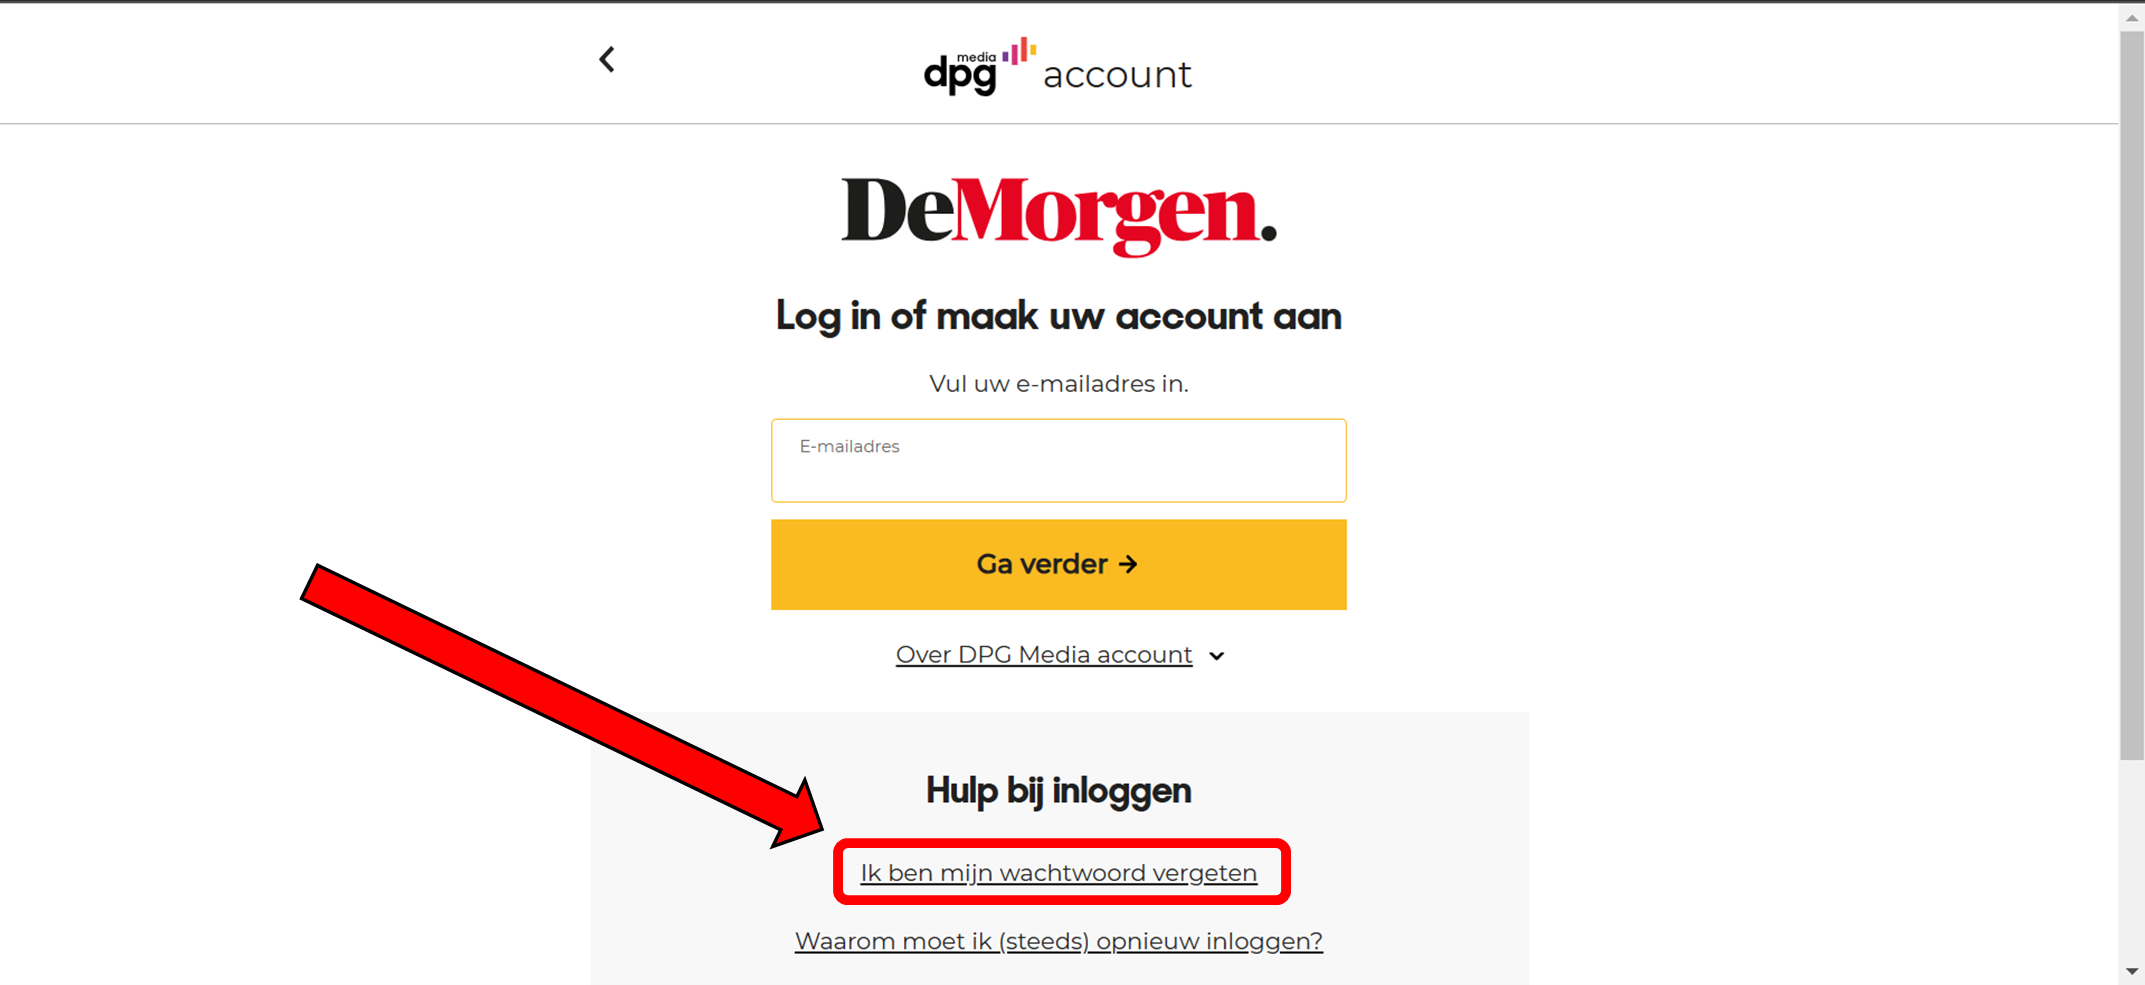 media
dpg account
DeMorgen.
Log in of maak uw account aan
Vul uw e-mailadres in.
E-mailadres
Ga verder →
Over DPG Media account
Hulp bij inloggen
Ik ben mijn wachtwoord vergeten
Waarom moet ik (steeds) opnieuw inloggen?